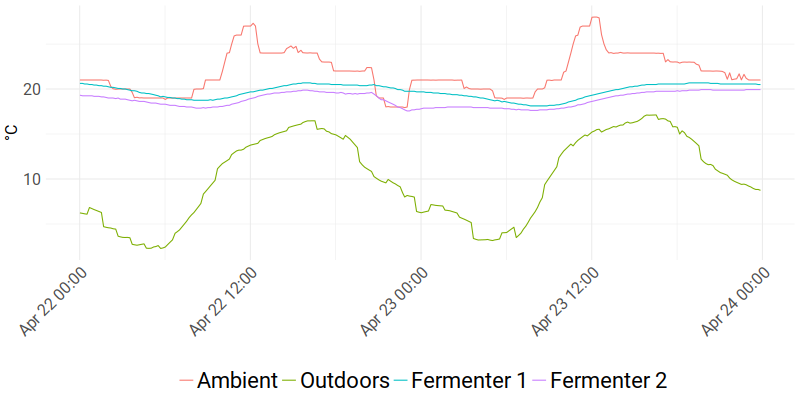 °C
20
10
Apr 22 00:00
Apr 22 12:00
Apr 23 00:00
Apr 23 12:00
Apr 24 00:00
Ambient Outdoors Fermenter 1 Fermenter 2